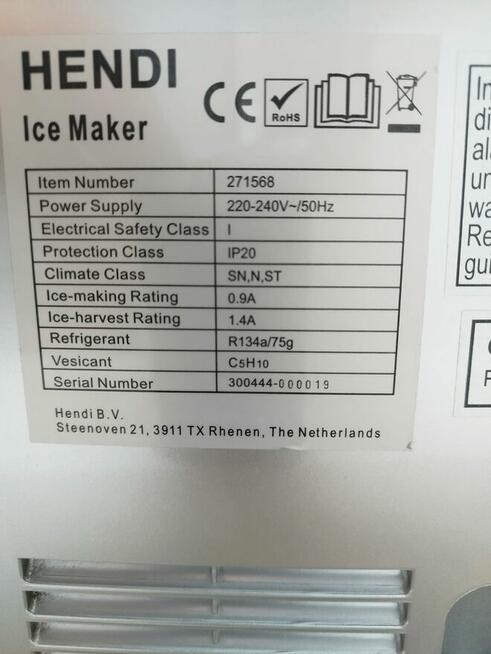 HENDI
Ice Maker
CE
RoHS
Item Number 271568
Power Supply 220-240V~/50Hz
Electrical Safety Class I
Protection Class IP20
Climate Class SN,N,ST
Ice-making Rating 0.9A
Ice-harvest Rating 1.4A
Refrigerant R134a/75g
Vesicant C5H10
Serial Number 300444-000019
Hendi B.V.
Steenoven 21, 3911 TX Rhenen, The Netherlands